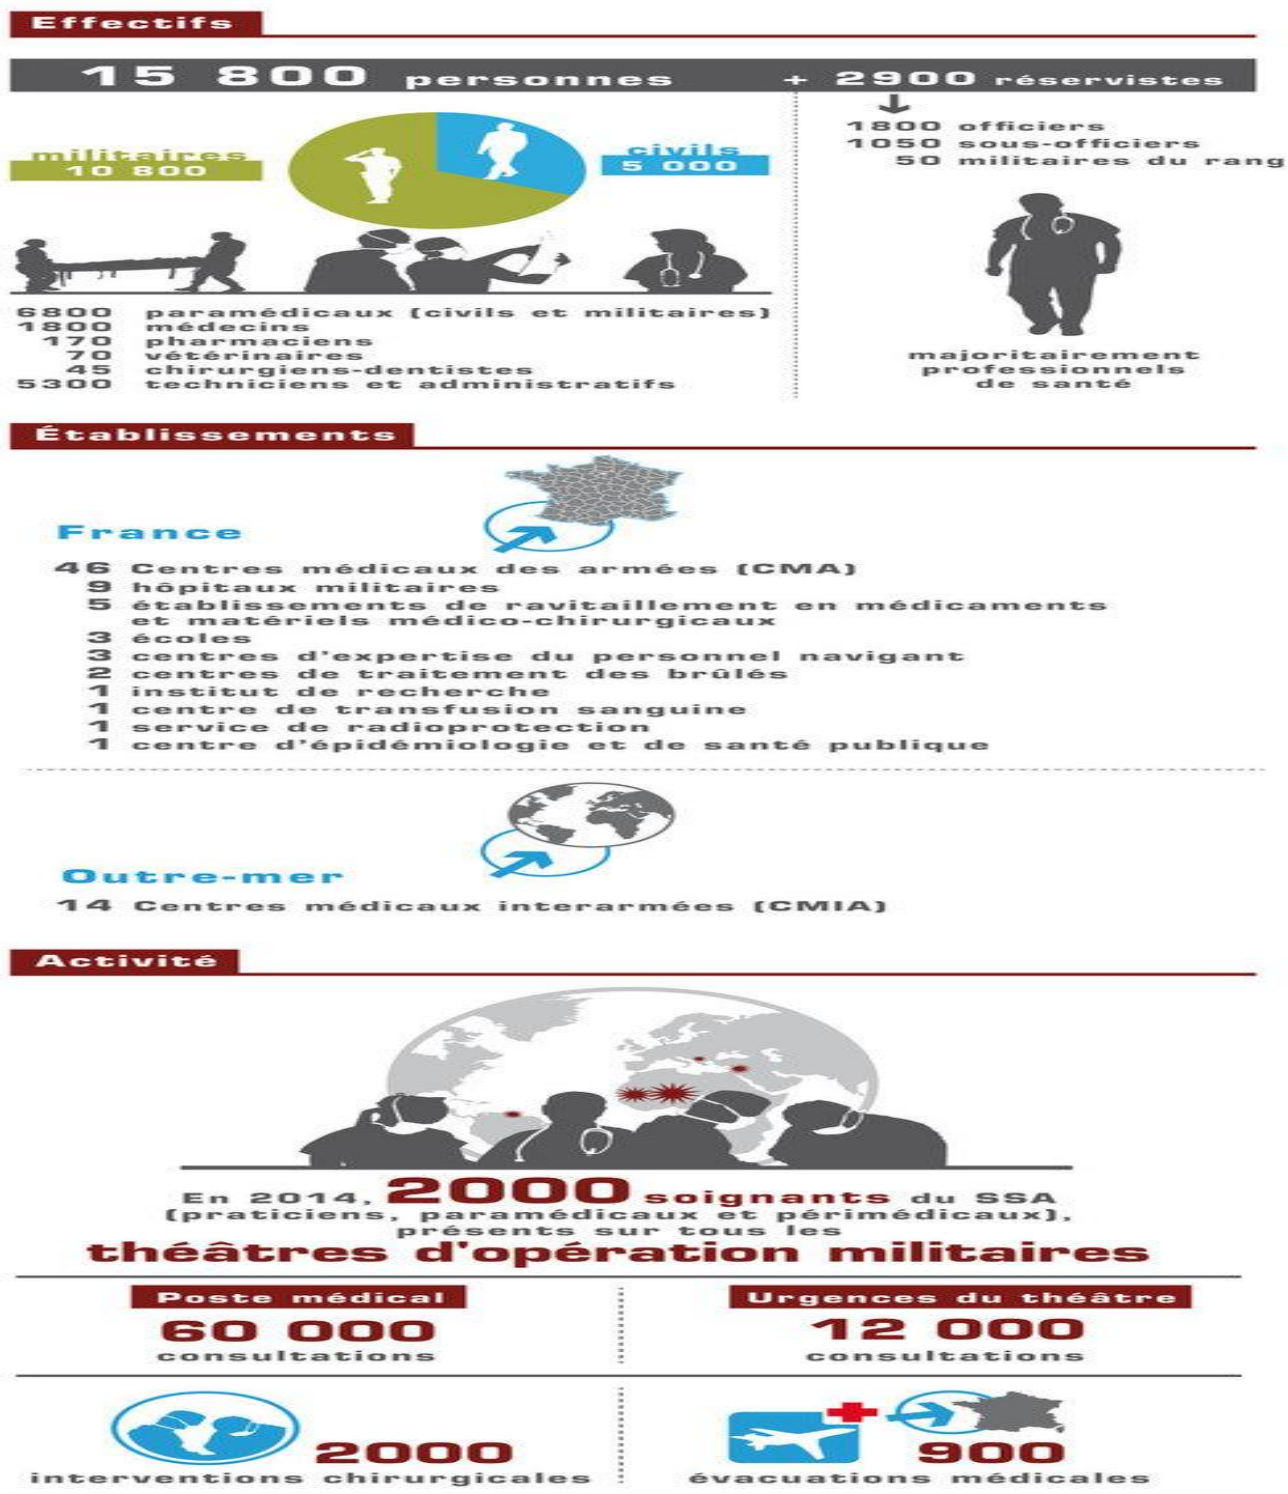 Effectifs
15 800 personnes + 2900 réservistes
militaires
10 800
civils
5 000
1800 officiers
1050 sous-officiers
50 militaires du rang
6800 paramédicaux (civils et militaires)
1800 médecins
170 pharmaciens
70 vétérinaires
45 chirurgiens-dentistes
5300 techniciens et administratifs
majoritairement
professionnels
de santé
Établissements
France
46 Centres médicaux des armées (CMA)
9 hôpitaux militaires
5 établissements de ravitaillement en médicaments
et matériels médico-chirurgicaux
3 écoles
3 centres d'expertise du personnel navigant
2 centres de traitement des brûlés
1 institut de recherche
1 centre de transfusion sanguine
1 service de radioprotection
1 centre d'épidémiologie et de santé publique
Outre-mer
14 Centres médicaux interarmées (CMIA)
Activité
En 2014, 2000 soignants du SSA
(praticiens, paramédicaux et périmédicaux),
présents sur tous les
théâtres d'opération militaires
Poste médical
60 000
consultations
Urgences du théâtre
12 000
consultations
2000
interventions chirurgicales
900
évacuations médicales